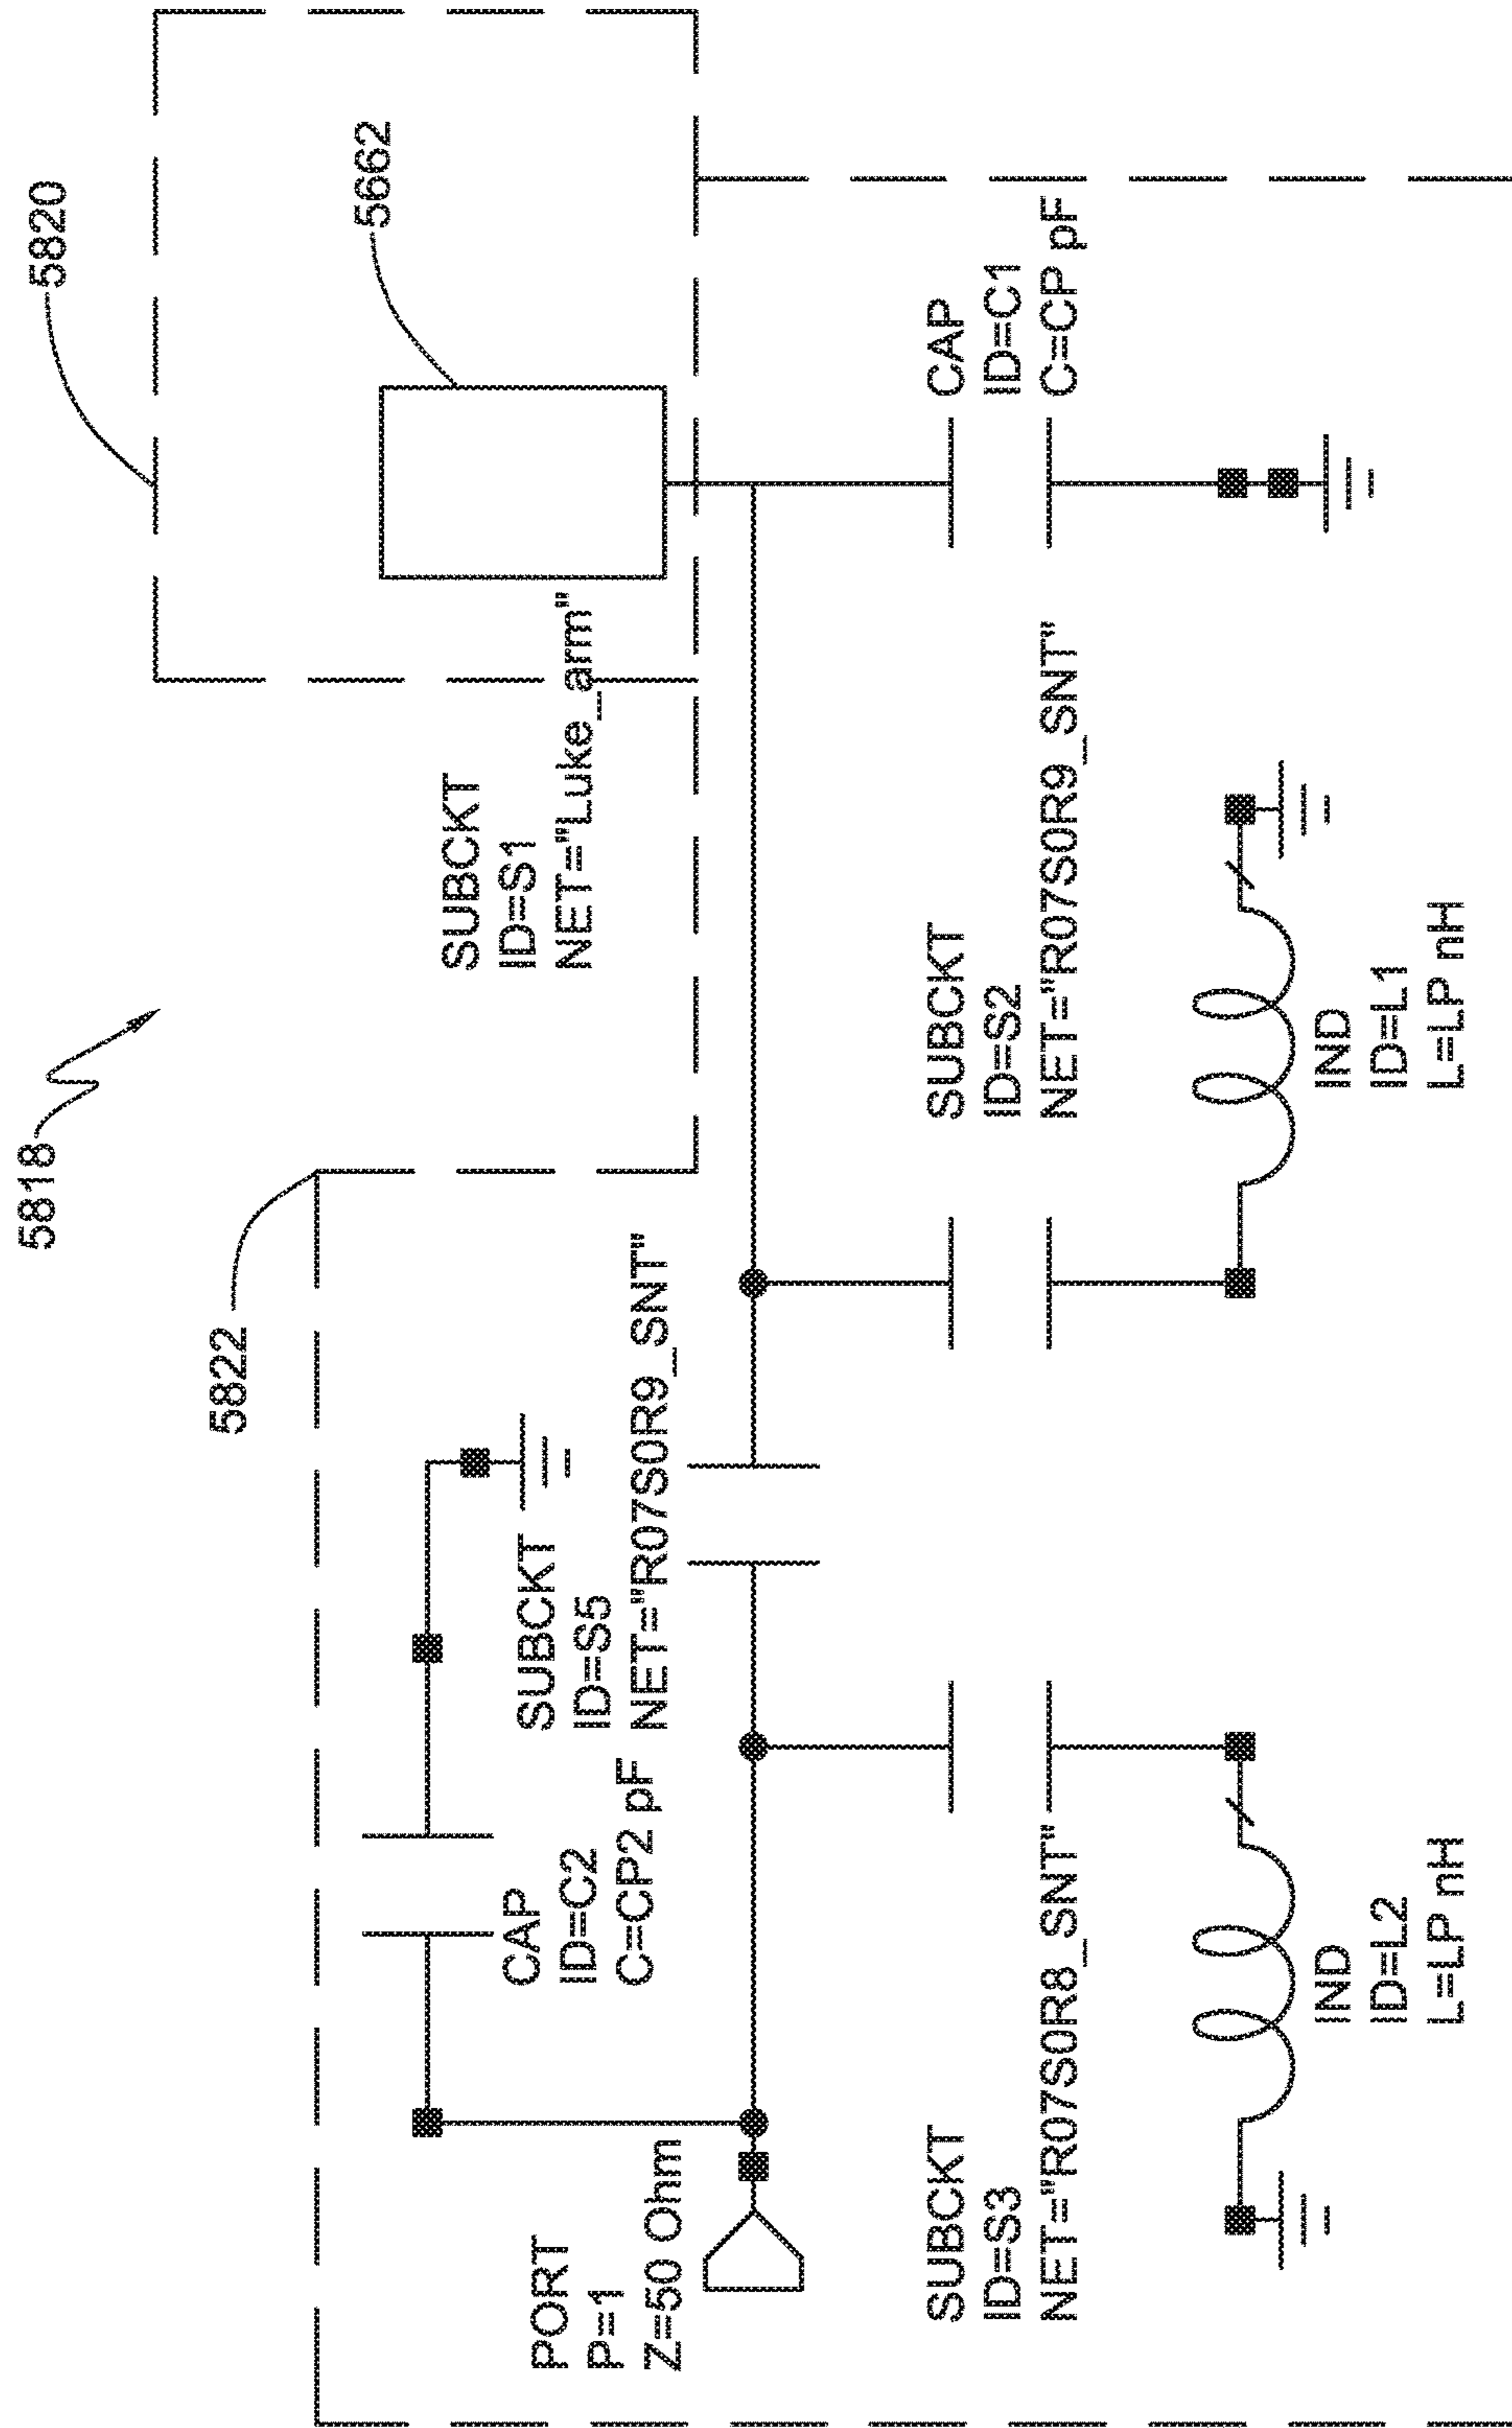 5818
5820
5822
5662
SUBCKT
ID=S1
NET="Luke_arm"
PORT
P=1
Z=50 Ohm
CAP
ID=C2
C=CP2 pF
SUBCKT
ID=S5
NET="R07S0R9_SNT"
SUBCKT
ID=S3
NET="R07S0R8_SNT"
SUBCKT
ID=S2
NET="R07S0R9_SNT"
CAP
ID=C1
C=CP pF
IND
ID=L2
L=LP nH
IND
ID=L1
L=LP nH